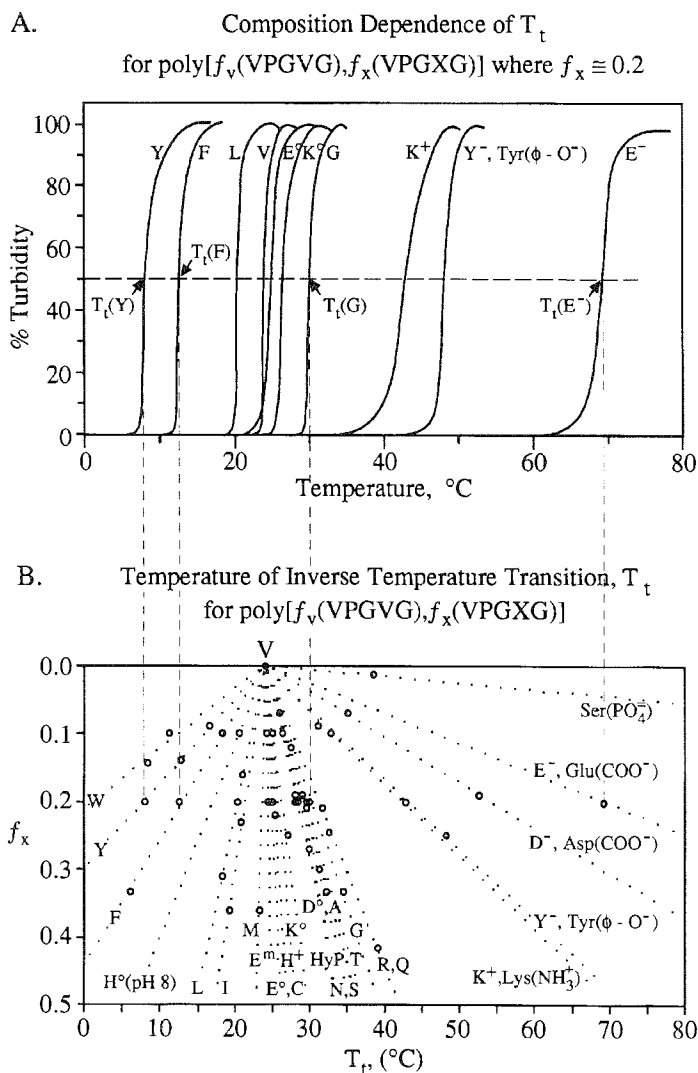 A.
Composition Dependence of T_t
for poly[f_v(VPGVG),f_x(VPGXG)] where f_x ≅ 0.2
100
80
60
40
20
0
% Turbidity
Y F L V E° K° G K⁺ Y⁻, Tyr(ϕ - O⁻) E⁻
T_t(F)
T_t(Y) T_t(G) T_t(E⁻)
0 20 40 60 80
Temperature, °C
B.
Temperature of Inverse Temperature Transition, T_t
for poly[f_v(VPGVG),f_x(VPGXG)]
V
0.0
0.1
0.2
0.3
0.4
0.5
f_x
Ser(PO₄⁼)
E⁻, Glu(COO⁻)
W
D⁻, Asp(COO⁻)
Y
F D°, A Y⁻, Tyr(ϕ - O⁻)
M K° G
E^m H⁺ HyP T R,Q
H°(pH 8) L I E°,C N,S K⁺,Lys(NH₃⁺)
0 10 20 30 40 50 60 70 80
T_t, (°C)